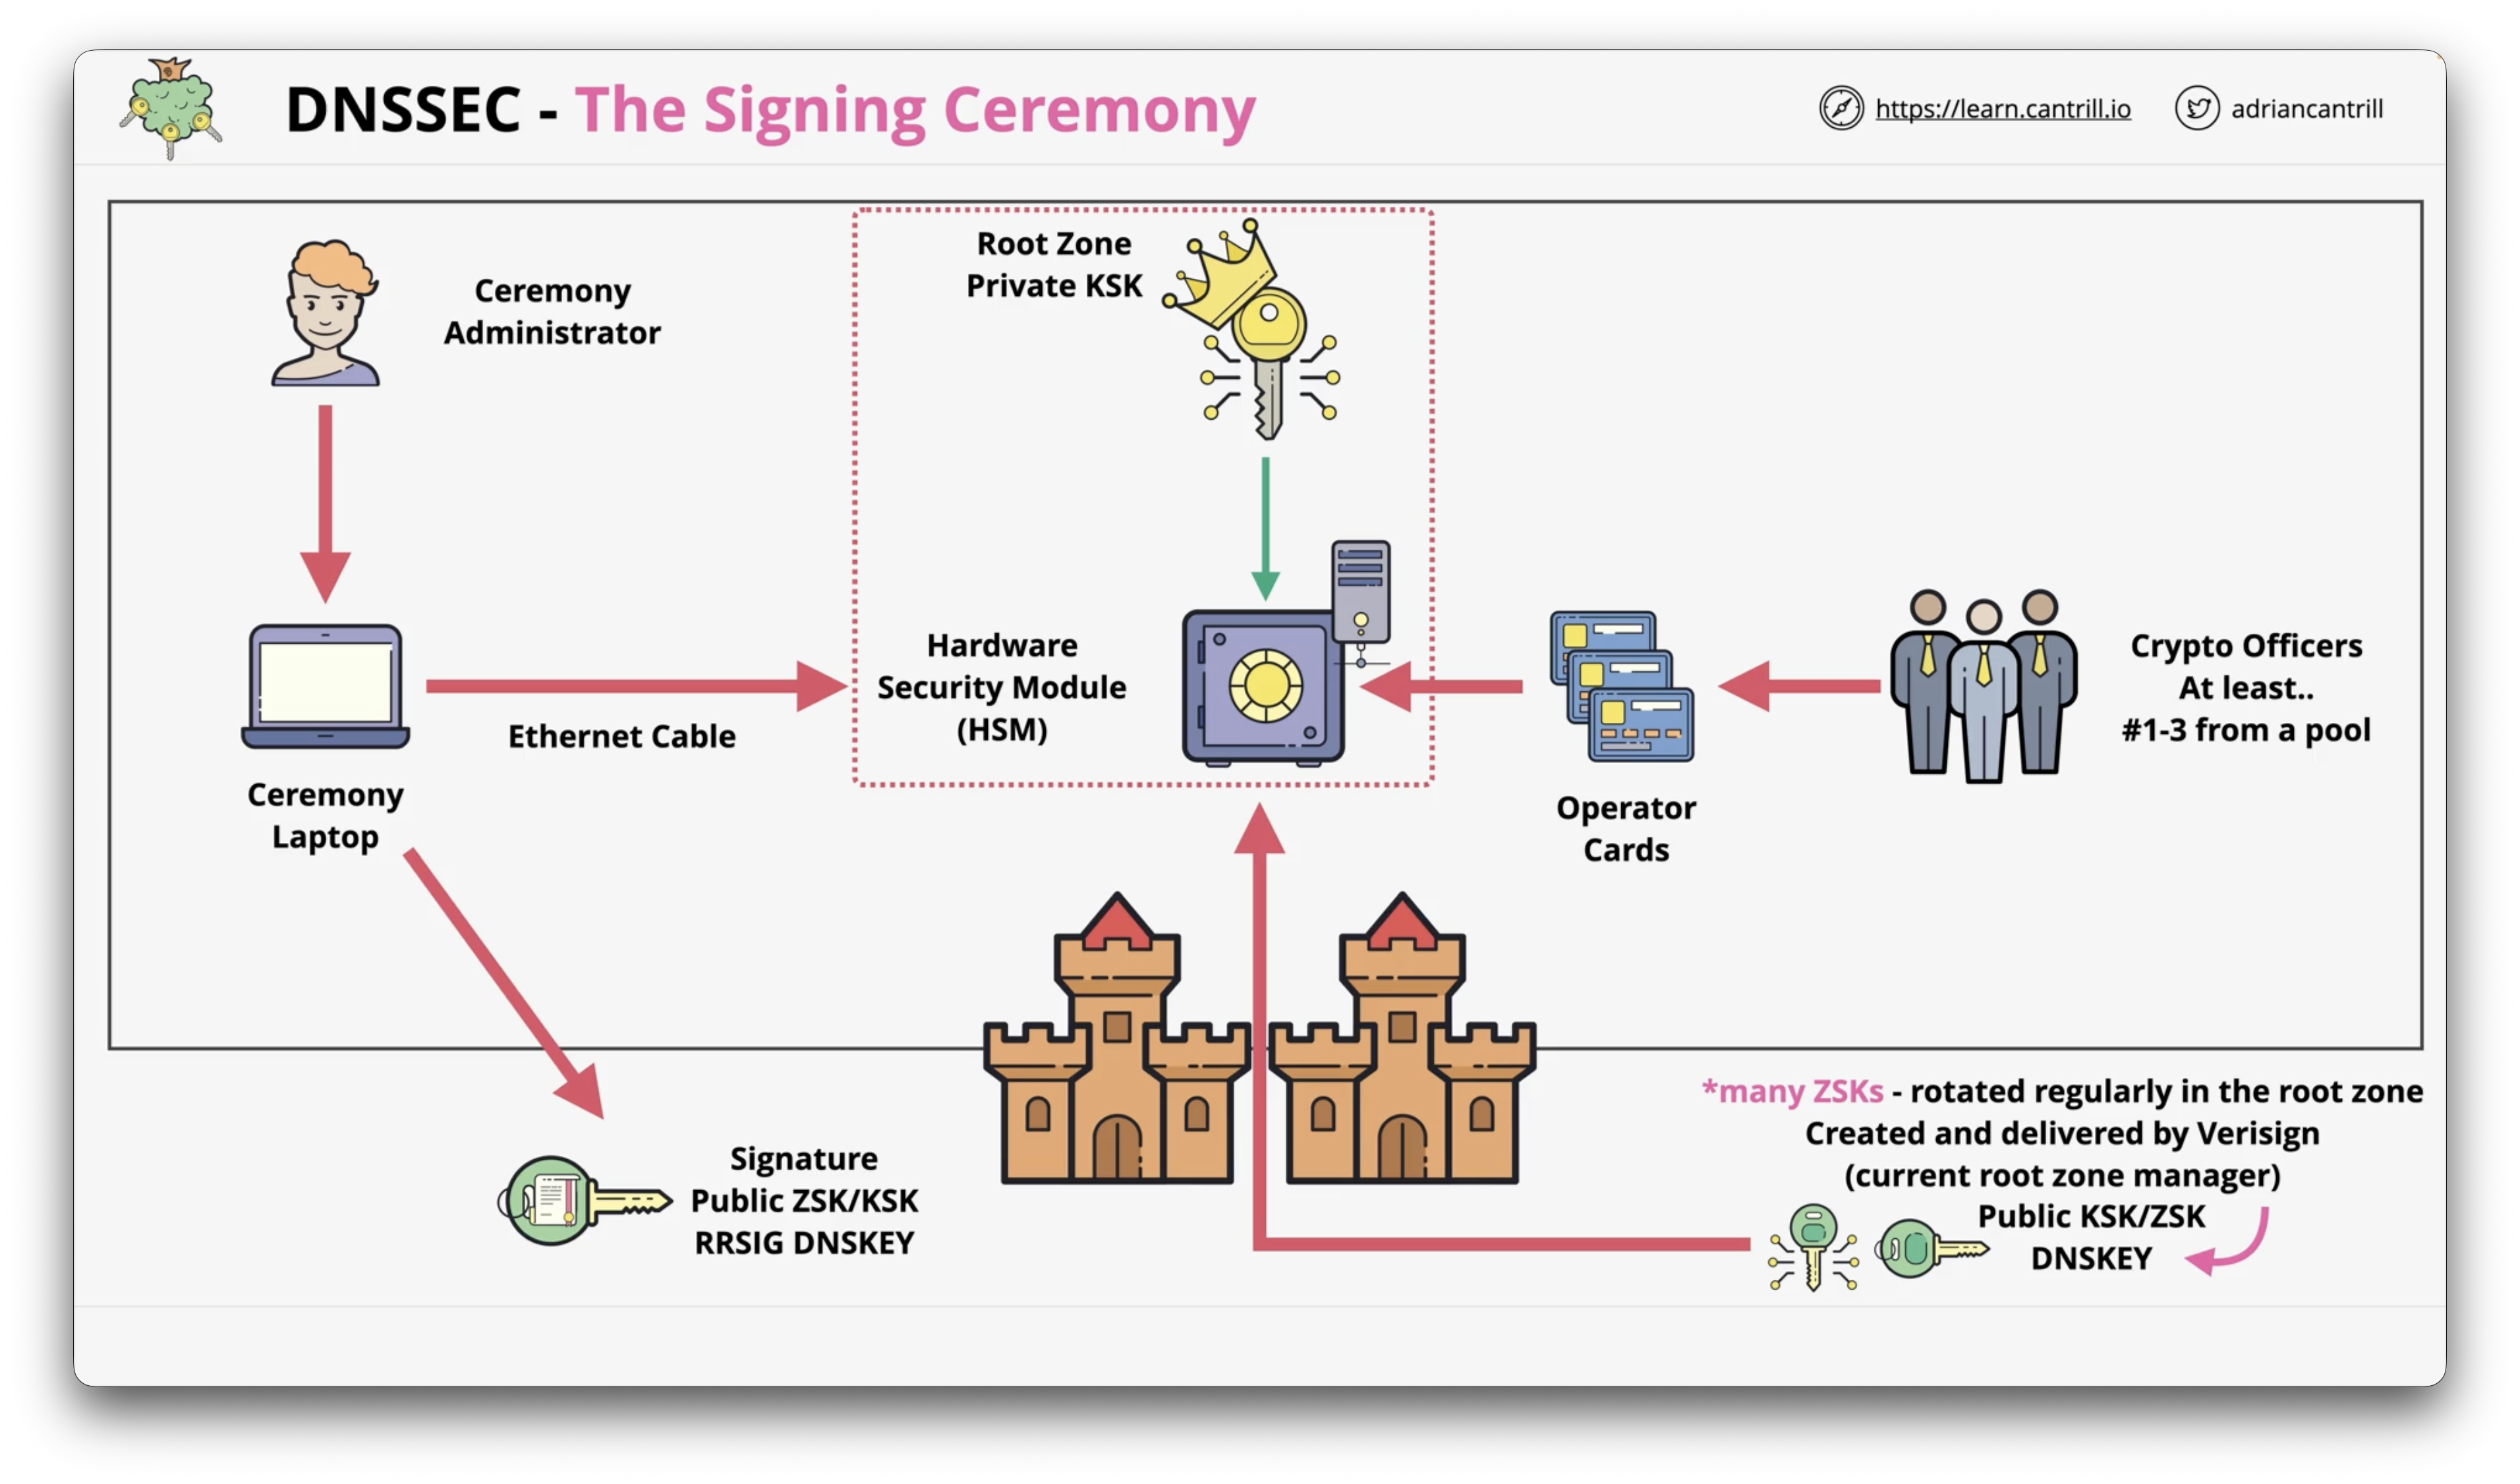 DNSSEC - The Signing Ceremony
https://learn.cantrill.io
adriancantrill
Ceremony
Administrator
Root Zone
Private KSK
Ethernet Cable
Ceremony
Laptop
Hardware
Security Module
(HSM)
Operator
Cards
Crypto Officers
At least..
#1-3 from a pool
Signature
Public ZSK/KSK
RRSIG DNSKEY
*many ZSKs - rotated regularly in the root zone
Created and delivered by Verisign
(current root zone manager)
Public KSK/ZSK
DNSKEY